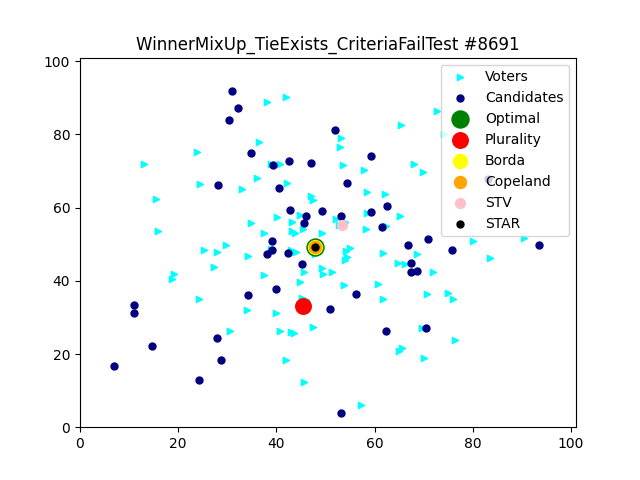 WinnerMixUp_TieExists_CriteriaFailTest #8691
100
80
60
40
20
0
0
20
40
60
80
100
Voters
Candidates
Optimal
Plurality
Borda
Copeland
STV
STAR